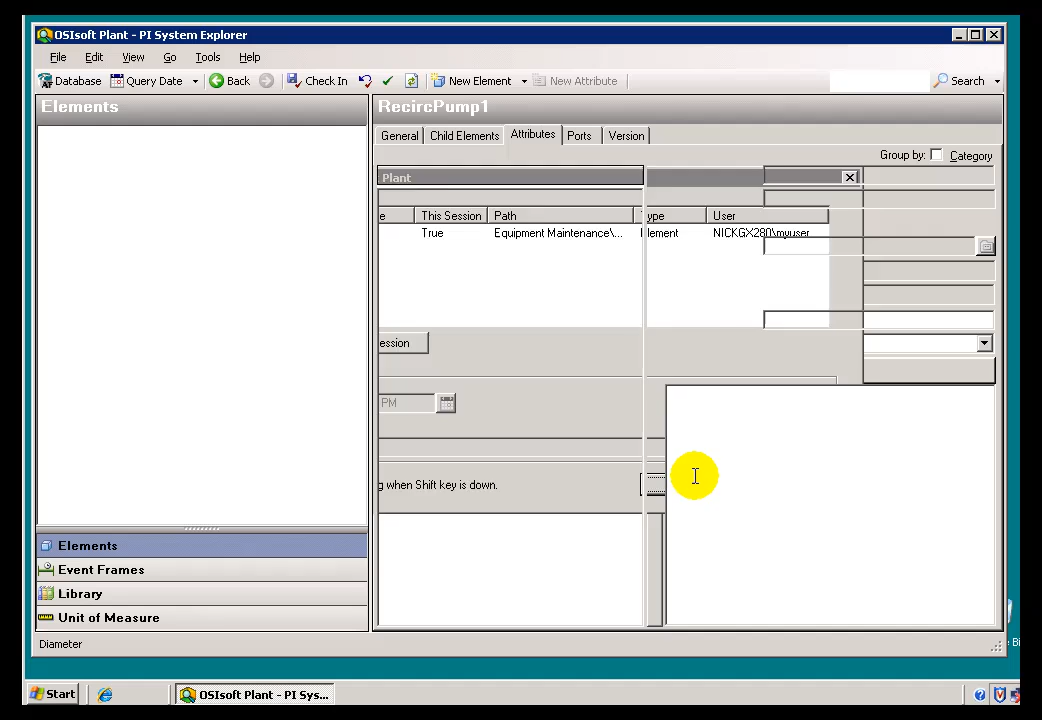 OSIsoft Plant - PI System Explorer
File Edit View Go Tools Help
Database Query Date Back Check In New Element New Attribute Search
Elements
RecircPump1
General Child Elements Attributes Ports Version
Group by: Category
Plant
e This Session Path ype User
True Equipment Maintenance\... lement NICKGX280\myuser
ession
PM
g when Shift key is down.
Elements
Event Frames
Library
Unit of Measure
Diameter
Bi
Start OSIsoft Plant - PI Sys...